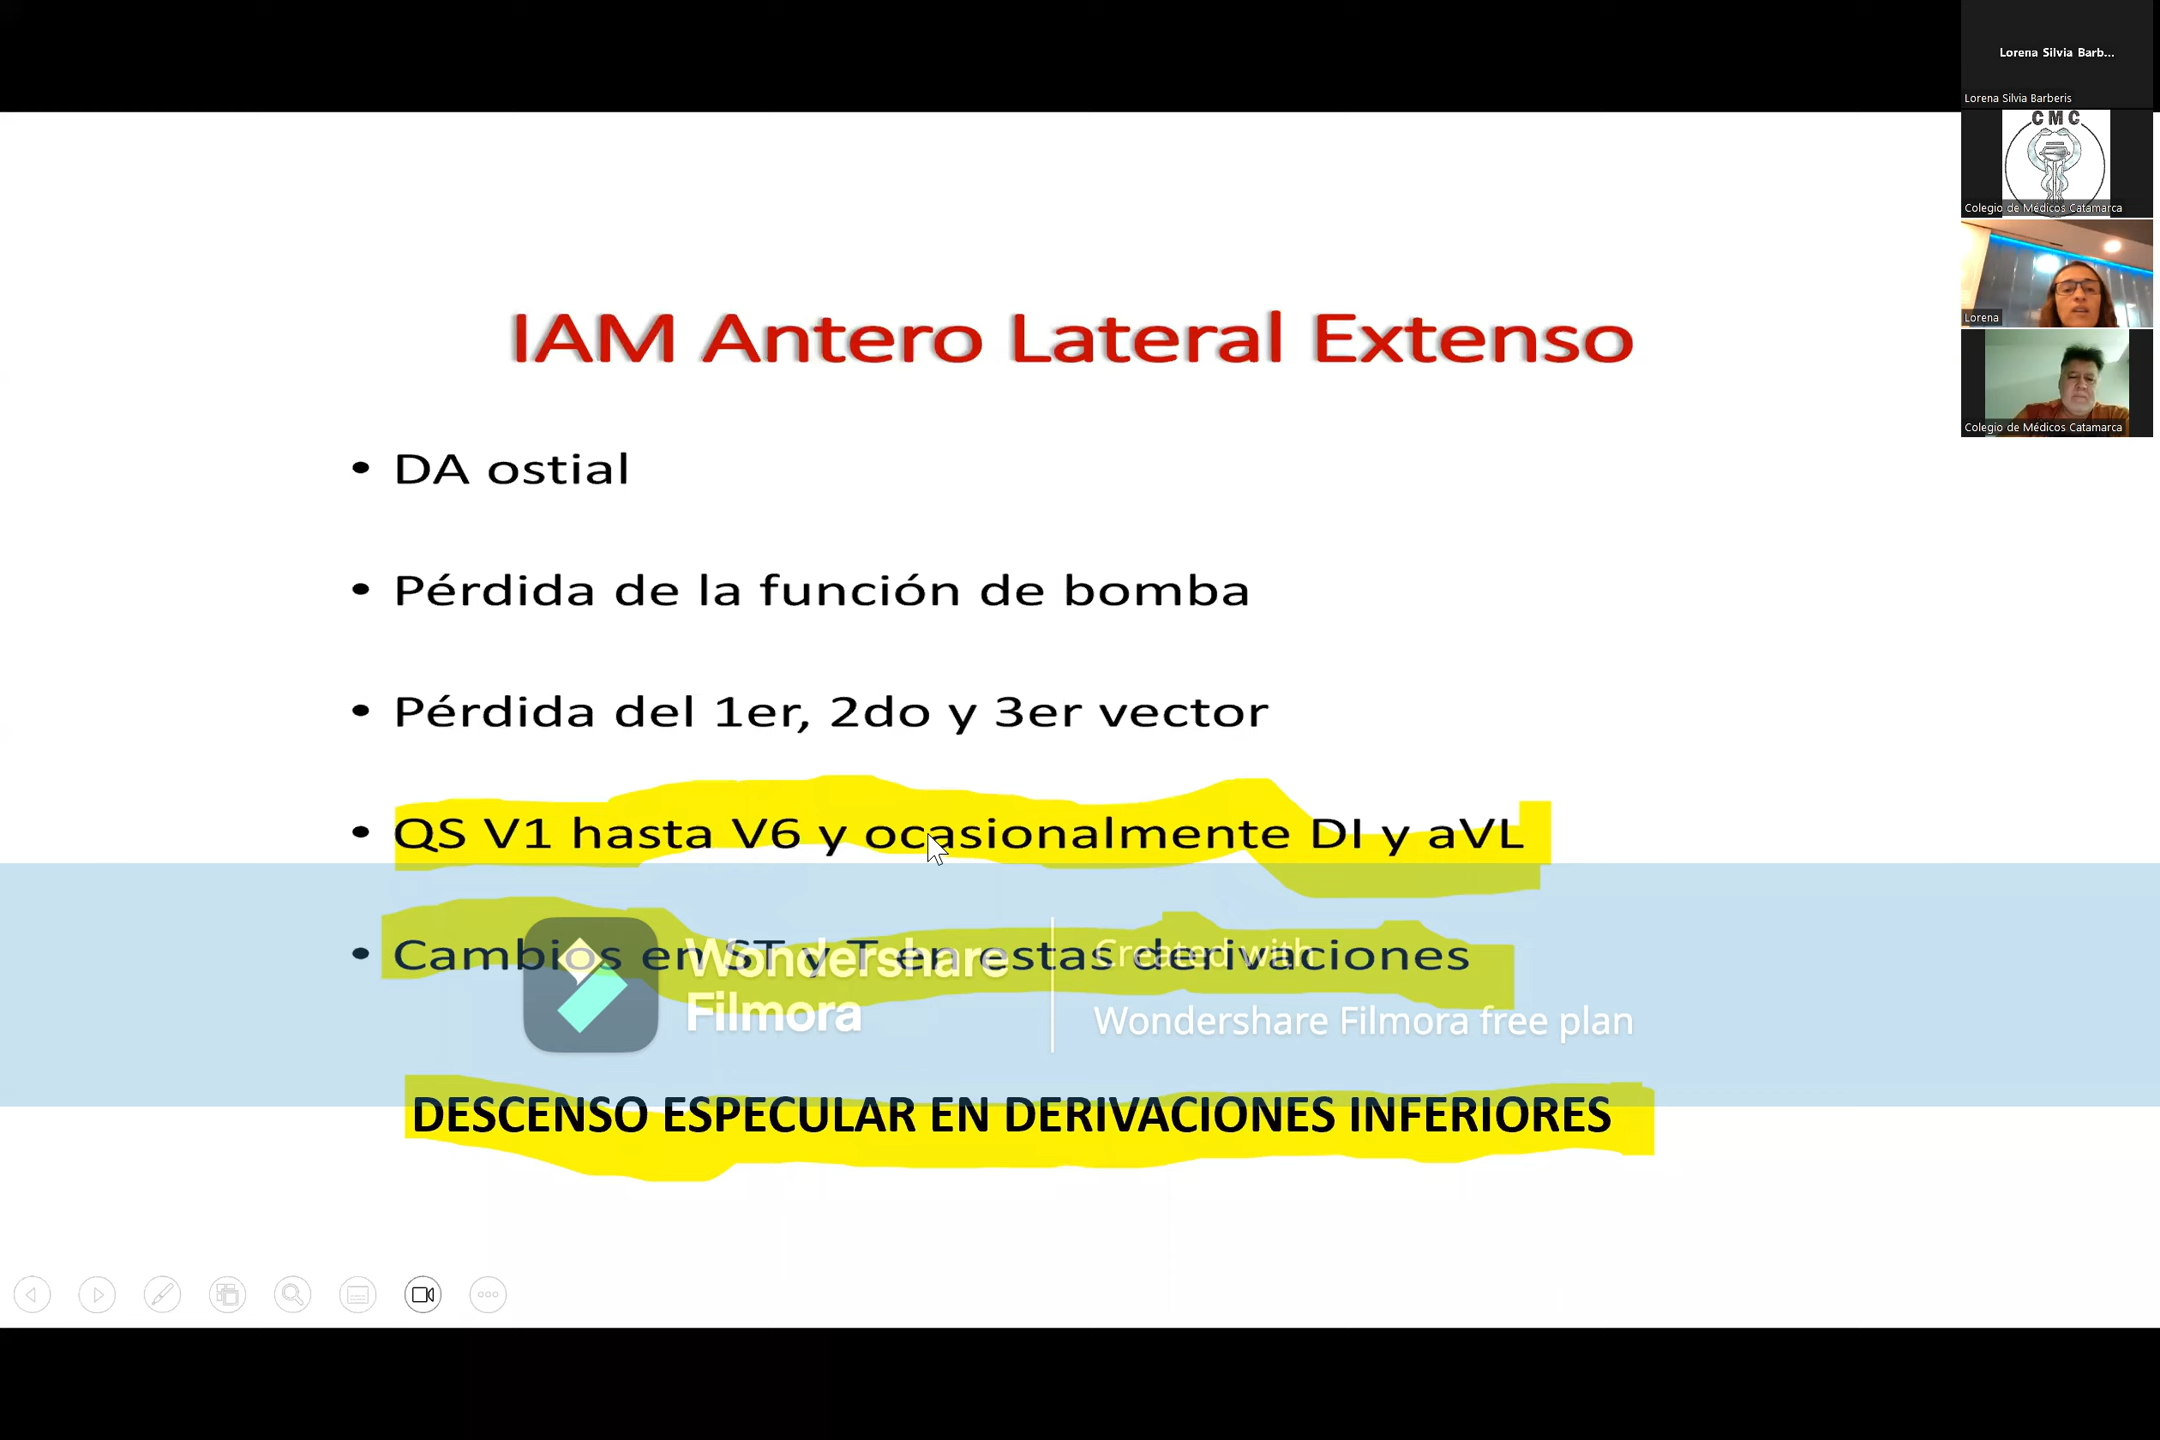 Lorena Silvia Barb...
Lorena Silvia Barberis
CMC
Colegio de Médicos Catamarca
Lorena
Colegio de Médicos Catamarca
IAM Antero Lateral Extenso
• DA ostial
• Pérdida de la función de bomba
• Pérdida del 1er, 2do y 3er vector
• QS V1 hasta V6 y ocasionalmente DI y aVL
• Cambios en ST y T en estas derivaciones
Wondershare
Filmora
Created with
Wondershare Filmora free plan
DESCENSO ESPECULAR EN DERIVACIONES INFERIORES